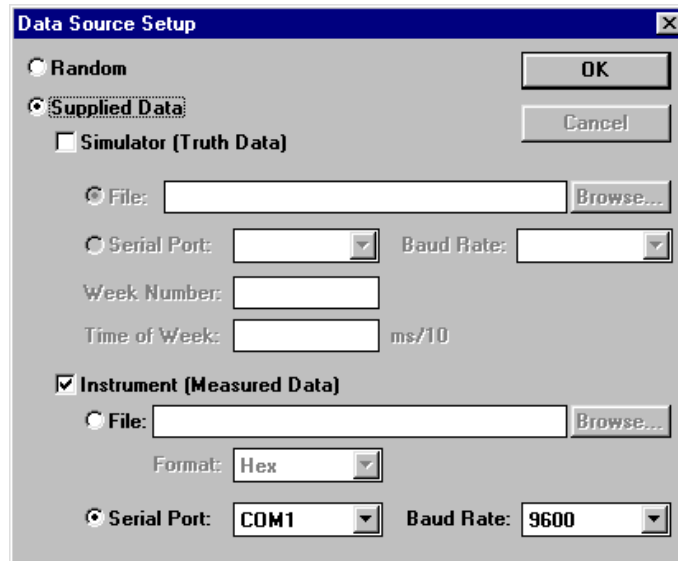 Data Source Setup
Random
OK
Supplied Data
Cancel
Simulator (Truth Data)
File:
Browse...
Serial Port:
Baud Rate:
Week Number:
Time of Week:
ms/10
Instrument (Measured Data)
File:
Browse...
Format:
Hex
Serial Port:
COM1
Baud Rate:
9600